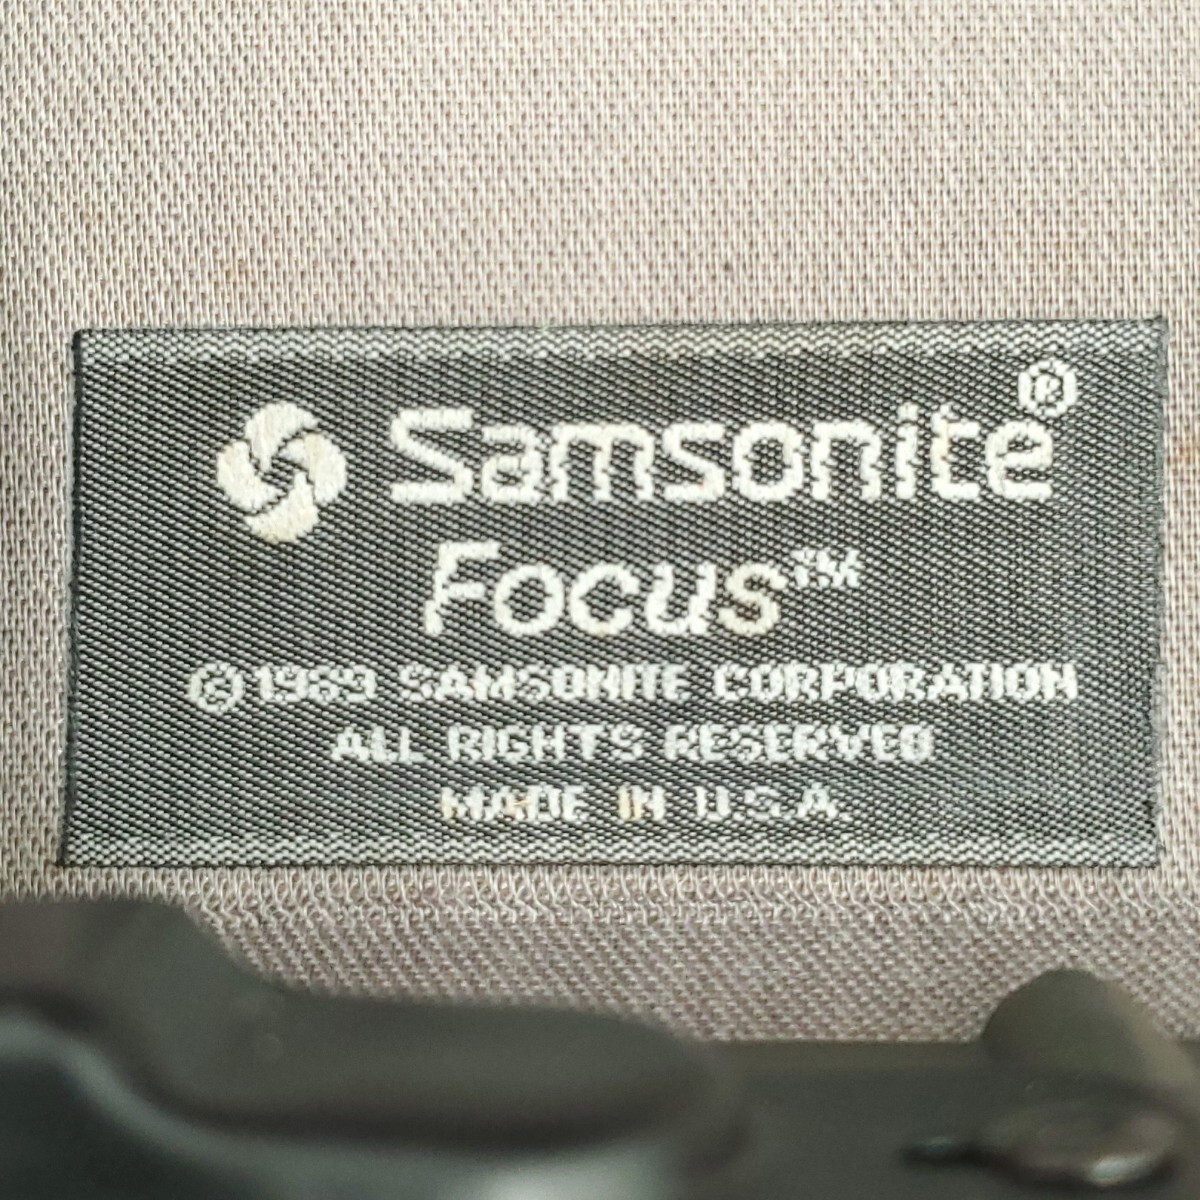 Samsonite®
Focus™
©1989 SAMSONITE CORPORATION
ALL RIGHTS RESERVED
MADE IN U.S.A.